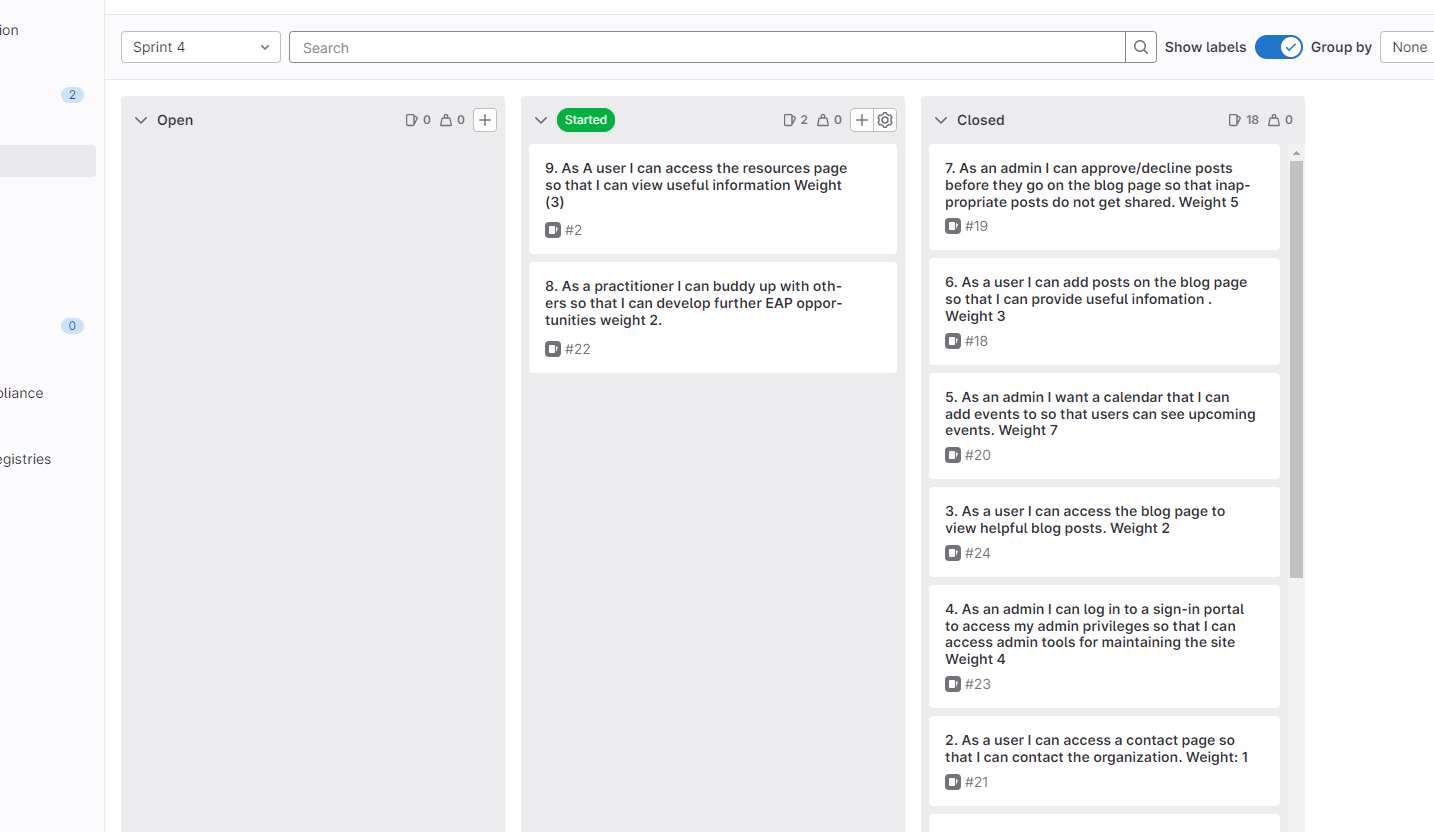 ion
2
0
pliance
egistries
Sprint 4
Search
Show labels
Group by
None
Open
0
0
Started
2
0
9. As A user I can access the resources page
so that I can view useful information Weight
(3)
#2
8. As a practitioner I can buddy up with oth-
ers so that I can develop further EAP oppor-
tunities weight 2.
#22
Closed
18
0
7. As an admin I can approve/decline posts
before they go on the blog page so that inap-
propriate posts do not get shared. Weight 5
#19
6. As a user I can add posts on the blog page
so that I can provide useful infomation .
Weight 3
#18
5. As an admin I want a calendar that I can
add events to so that users can see upcoming
events. Weight 7
#20
3. As a user I can access the blog page to
view helpful blog posts. Weight 2
#24
4. As an admin I can log in to a sign-in portal
to access my admin privileges so that I can
access admin tools for maintaining the site
Weight 4
#23
2. As a user I can access a contact page so
that I can contact the organization. Weight: 1
#21